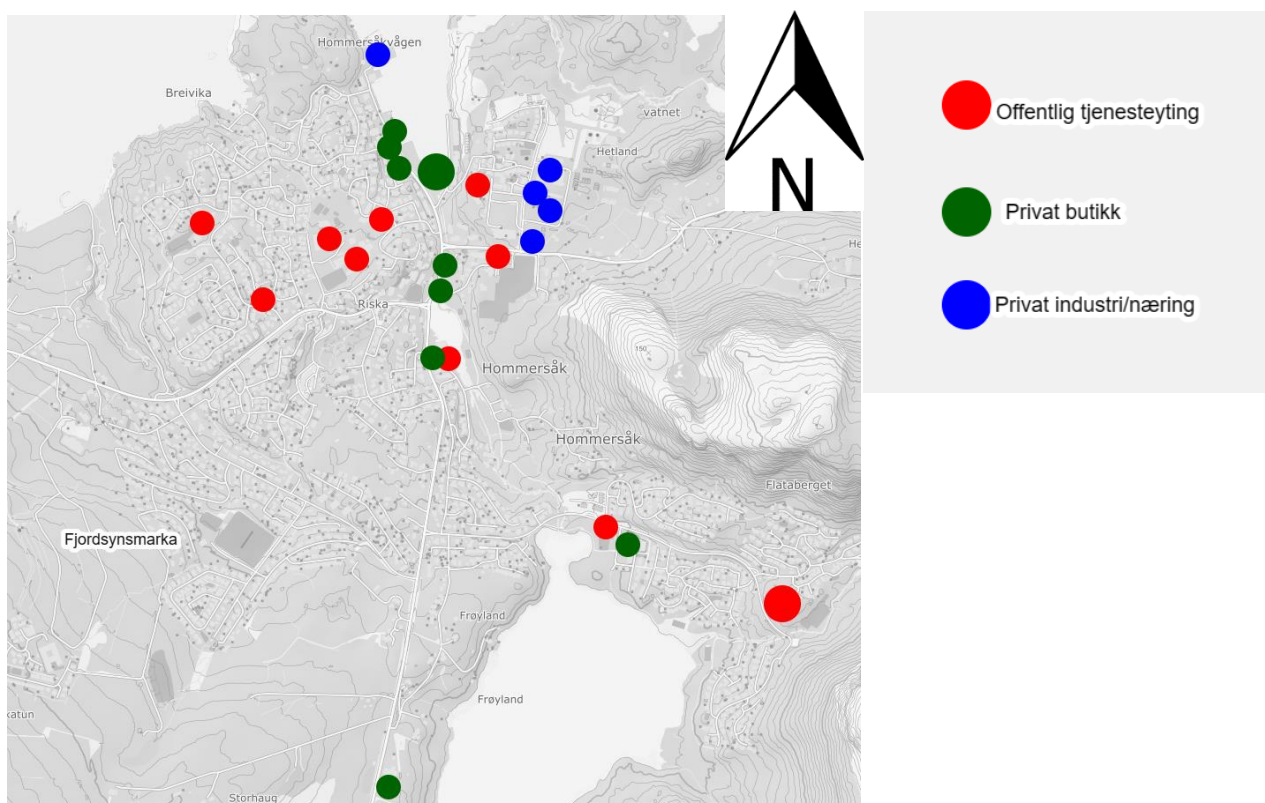 Hommersåkvågen
Breivika
vatnet
Hetland
N
Offentlig tjenesteyting
Privat butikk
Privat industri/næring
He
Riska
150
Hommersåk
Hommersåk
Flataberget
Fjordsynsmarka
Frøyland
Frøyland
katun
Storhaug